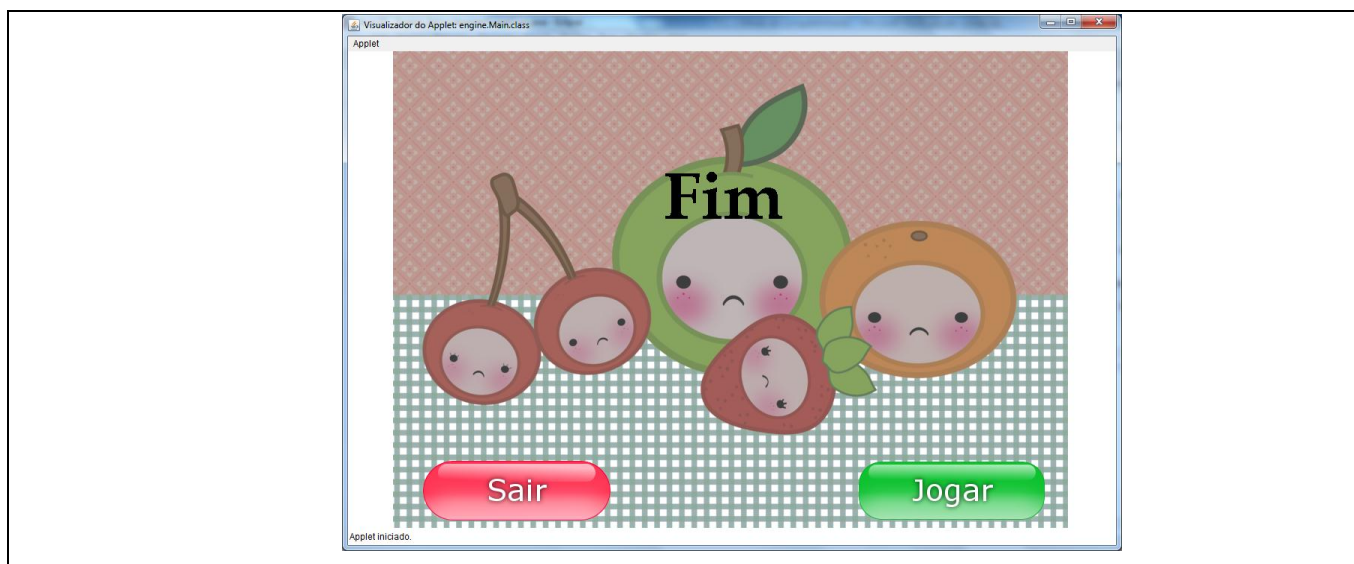 Visualizador do Applet: engine.Main.class
Applet
Fim
Sair
Jogar
Applet iniciado.